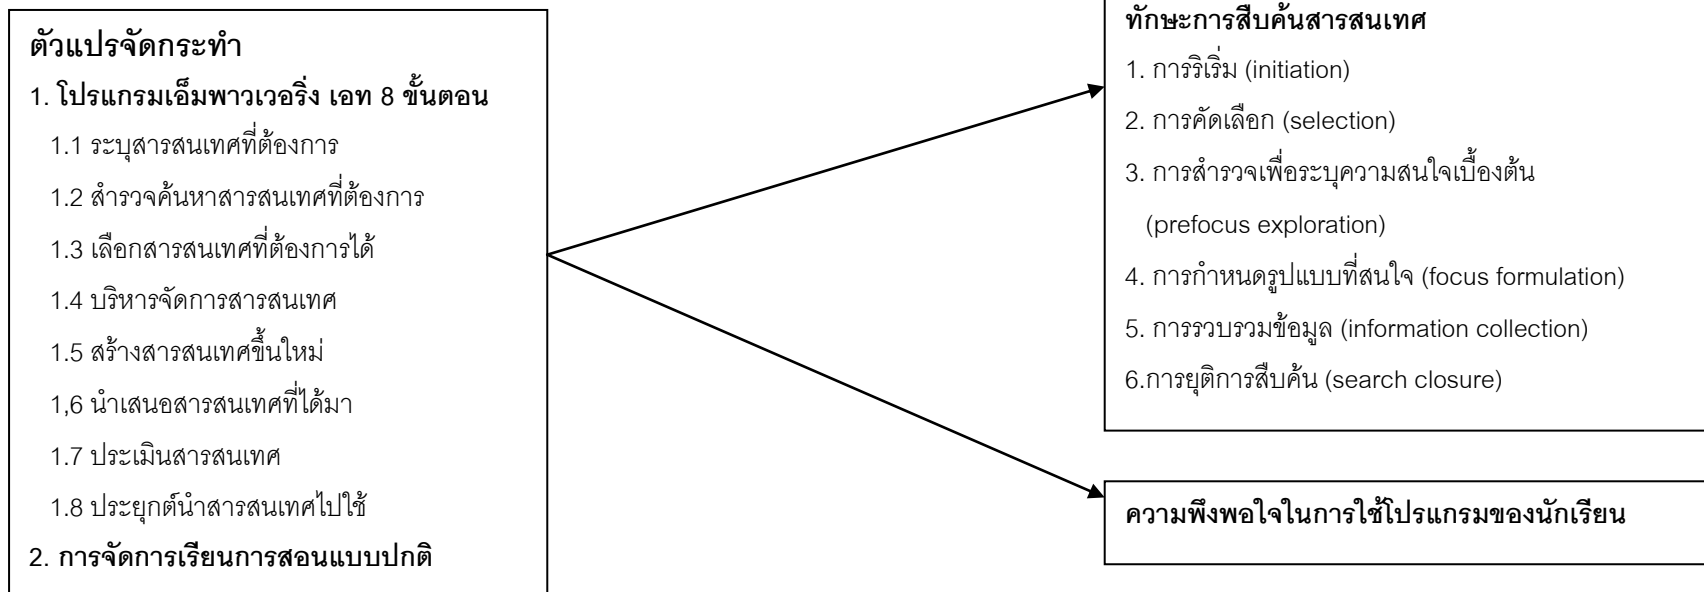 ตัวแปรจัดกระทำ
1. โปรแกรมเอ็มพาวเวอริ่ง เอท 8 ขั้นตอน
1.1 ระบุสารสนเทศที่ต้องการ
1.2 สำรวจค้นหาสารสนเทศที่ต้องการ
1.3 เลือกสารสนเทศที่ต้องการได้
1.4 บริหารจัดการสารสนเทศ
1.5 สร้างสารสนเทศขึ้นใหม่
1,6 นำเสนอสารสนเทศที่ได้มา
1.7 ประเมินสารสนเทศ
1.8 ประยุกต์นำสารสนเทศไปใช้
2. การจัดการเรียนการสอนแบบปกติ
ทักษะการสืบค้นสารสนเทศ
1. การริเริ่ม (initiation)
2. การคัดเลือก (selection)
3. การสำรวจเพื่อระบุความสนใจเบื้องต้น
(prefocus exploration)
4. การกำหนดรูปแบบที่สนใจ (focus formulation)
5. การรวบรวมข้อมูล (information collection)
6.การยุติการสืบค้น (search closure)
ความพึงพอใจในการใช้โปรแกรมของนักเรียน